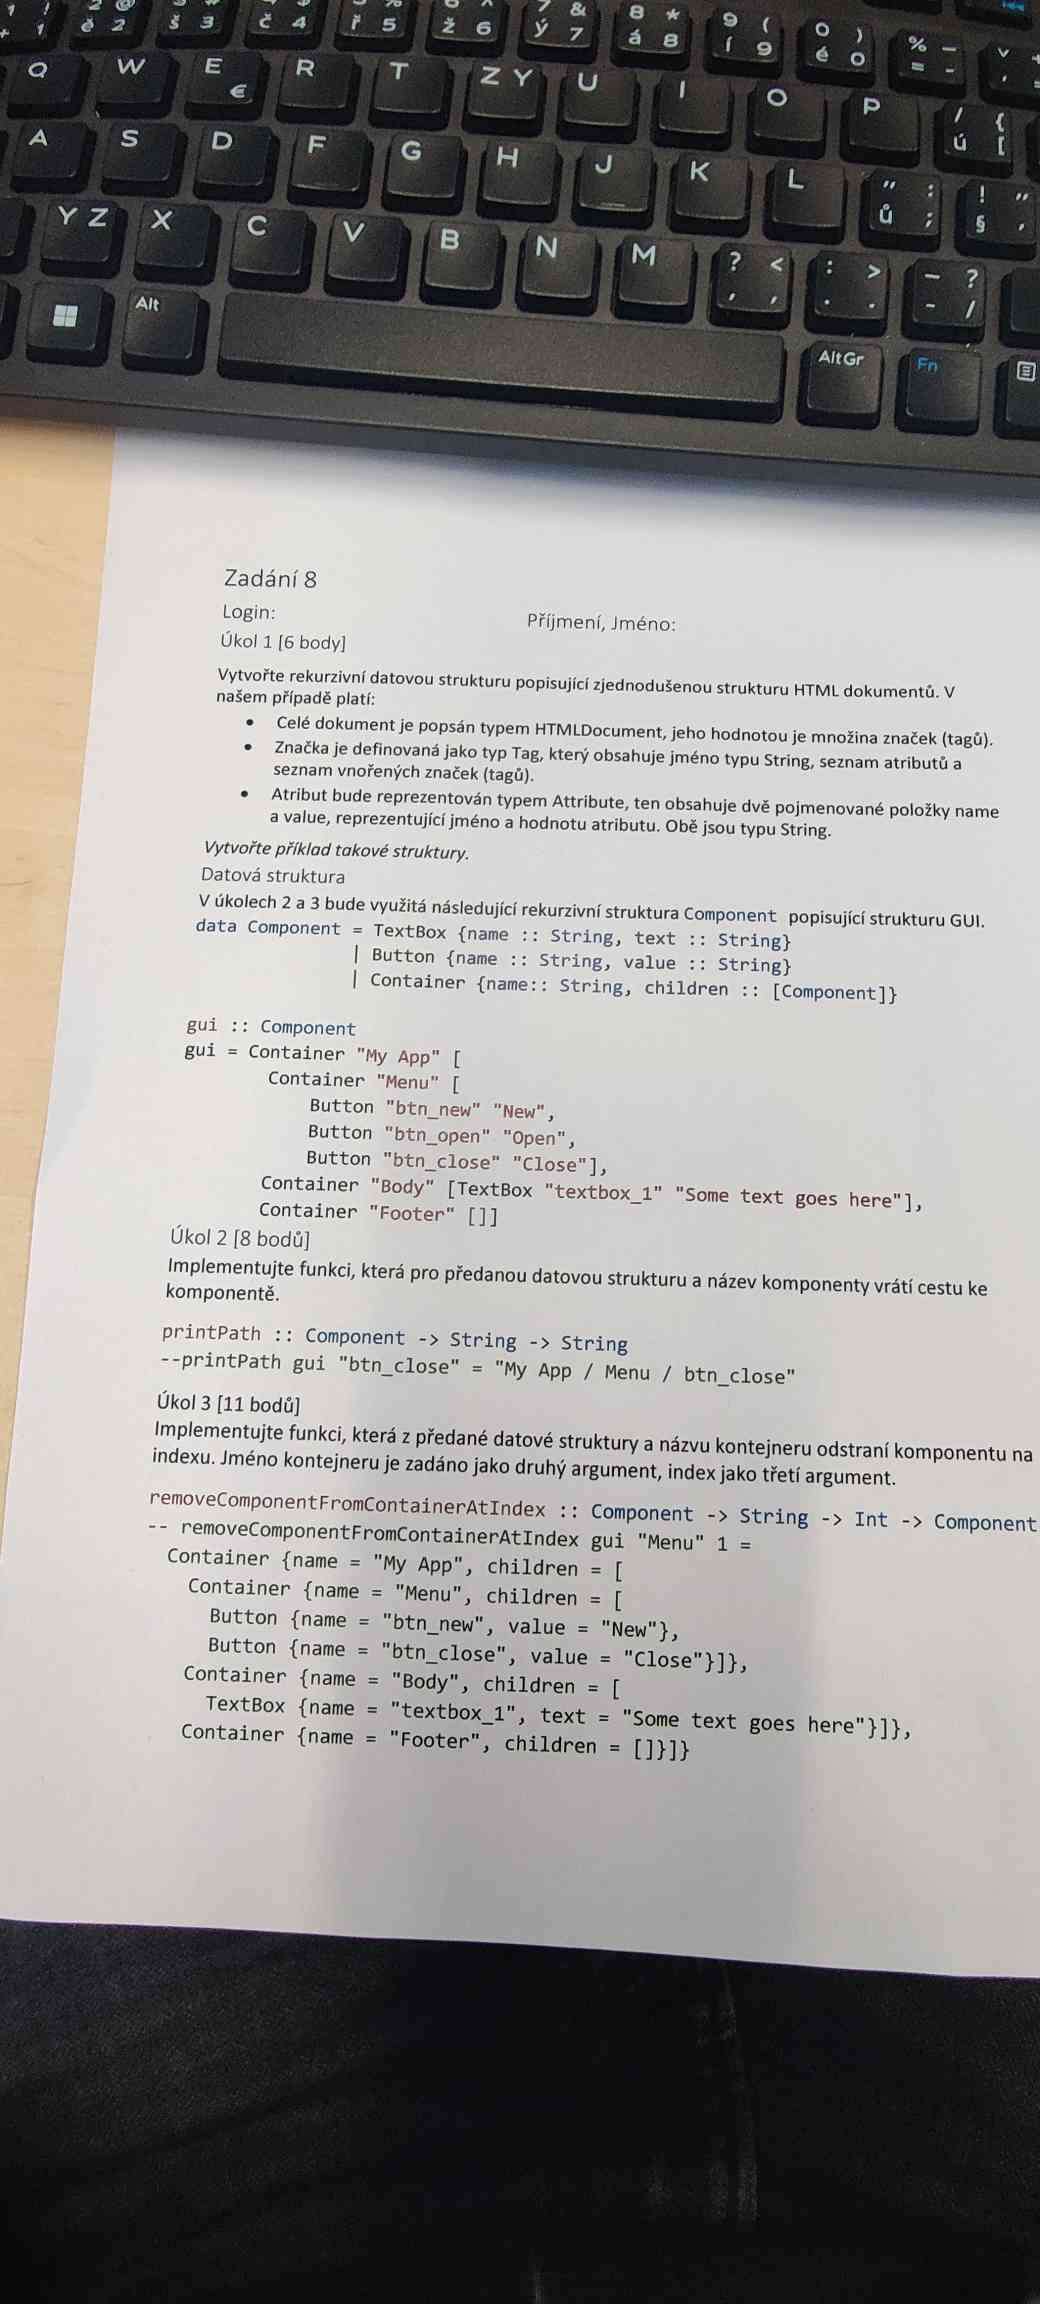 Q W E € R T Z Y U I O P / ú { [
A S D F G H J K L " ů : ; ! § " '
Y Z X C V B N M ? , < , : . > . – - ? /
Alt AltGr Fn
Zadání 8
Login: Příjmení, Jméno:
Úkol 1 [6 body]
Vytvořte rekurzivní datovou strukturu popisující zjednodušenou strukturu HTML dokumentů. V
našem případě platí:
• Celé dokument je popsán typem HTMLDocument, jeho hodnotou je množina značek (tagů).
• Značka je definovaná jako typ Tag, který obsahuje jméno typu String, seznam atributů a
seznam vnořených značek (tagů).
• Atribut bude reprezentován typem Attribute, ten obsahuje dvě pojmenované položky name
a value, reprezentující jméno a hodnotu atributu. Obě jsou typu String.
Vytvořte příklad takové struktury.
Datová struktura
V úkolech 2 a 3 bude využitá následující rekurzivní struktura Component popisující strukturu GUI.
data Component = TextBox {name :: String, text :: String}
| Button {name :: String, value :: String}
| Container {name:: String, children :: [Component]}
gui :: Component
gui = Container "My App" [
Container "Menu" [
Button "btn_new" "New",
Button "btn_open" "Open",
Button "btn_close" "Close"],
Container "Body" [TextBox "textbox_1" "Some text goes here"],
Container "Footer" []]
Úkol 2 [8 bodů]
Implementujte funkci, která pro předanou datovou strukturu a název komponenty vrátí cestu ke
komponentě.
printPath :: Component -> String -> String
--printPath gui "btn_close" = "My App / Menu / btn_close"
Úkol 3 [11 bodů]
Implementujte funkci, která z předané datové struktury a názvu kontejneru odstraní komponentu na
indexu. Jméno kontejneru je zadáno jako druhý argument, index jako třetí argument.
removeComponentFromContainerAtIndex :: Component -> String -> Int -> Component
-- removeComponentFromContainerAtIndex gui "Menu" 1 =
Container {name = "My App", children = [
Container {name = "Menu", children = [
Button {name = "btn_new", value = "New"},
Button {name = "btn_close", value = "Close"}]},
Container {name = "Body", children = [
TextBox {name = "textbox_1", text = "Some text goes here"}]},
Container {name = "Footer", children = []}]}